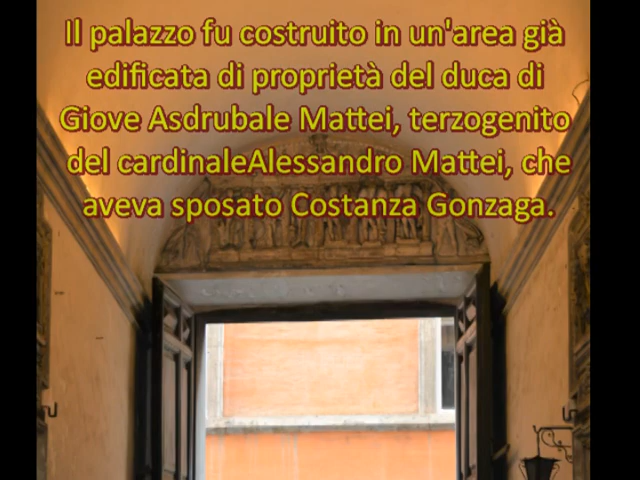 Il palazzo fu costruito in un'area già
edificata di proprietà del duca di
Giove Asdrubale Mattei, terzogenito
del cardinaleAlessandro Mattei, che
aveva sposato Costanza Gonzaga.